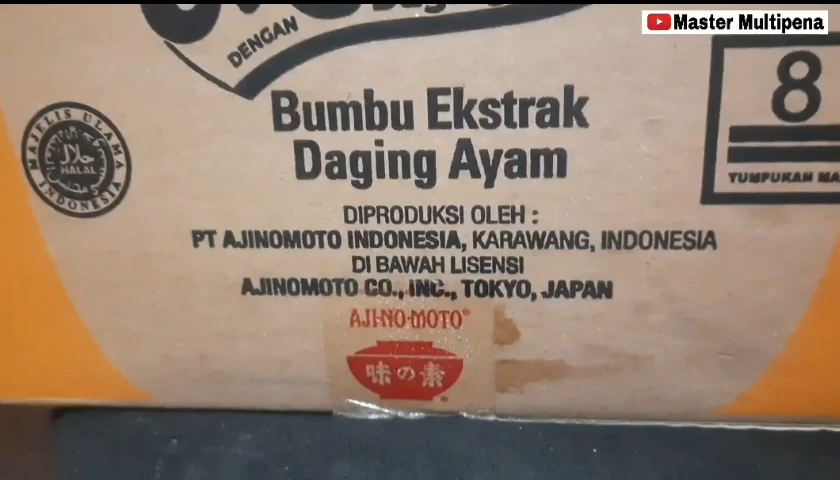 Master Multipena
DENGAN
Bumbu Ekstrak
Daging Ayam
8
TUMPUKAN
MAJELIS ULAMA
حلال
HALAL
INDONESIA
DIPRODUKSI OLEH :
PT AJINOMOTO INDONESIA, KARAWANG, INDONESIA
DI BAWAH LISENSI
AJINOMOTO CO., INC., TOKYO, JAPAN
AJI-NO-MOTO®
味の素®